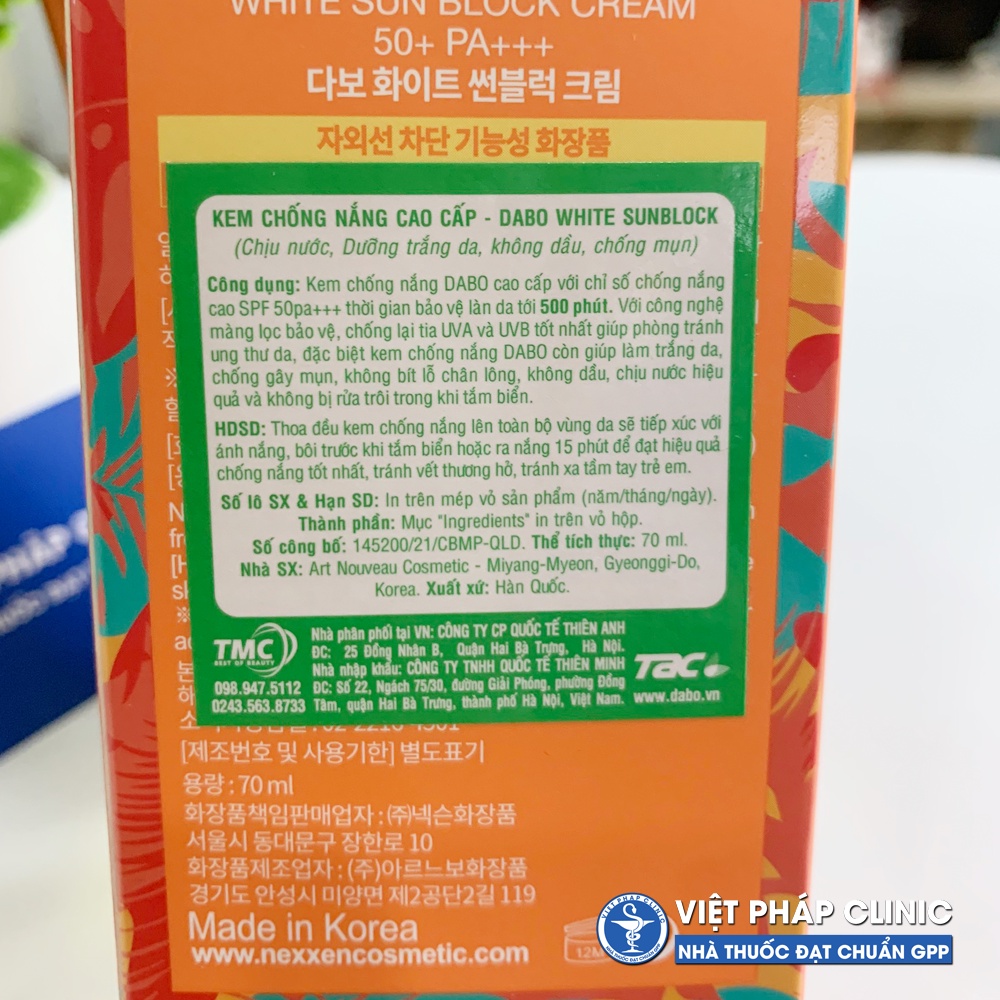 WHITE SUN BLOCK CREAM
50+ PA+++
다보 화이트 썬블럭 크림
자외선 차단 기능성 화장품
KEM CHỐNG NẮNG CAO CẤP - DABO WHITE SUNBLOCK
(Chịu nước, Dưỡng trắng da, không dầu, chống mụn)
Công dụng: Kem chống nắng DABO cao cấp với chỉ số chống nắng
cao SPF 50pa+++ thời gian bảo vệ làn da tới 500 phút. Với công nghệ
màng lọc bảo vệ, chống lại tia UVA và UVB tốt nhất giúp phòng tránh
ung thư da, đặc biệt kem chống nắng DABO còn giúp làm trắng da,
chống gây mụn, không bít lỗ chân lông, không dầu, chịu nước hiệu
quả và không bị rửa trôi trong khi tắm biển.
HDSD: Thoa đều kem chống nắng lên toàn bộ vùng da sẽ tiếp xúc với
ánh nắng, bôi trước khi tắm biển hoặc ra nắng 15 phút để đạt hiệu quả
chống nắng tốt nhất, tránh vết thương hở, tránh xa tầm tay trẻ em.
Số lô SX & Hạn SD: In trên mép vỏ sản phẩm (năm/tháng/ngày).
Thành phần: Mục "Ingredients" in trên vỏ hộp.
Số công bố: 145200/21/CBMP-QLD. Thể tích thực: 70 ml.
Nhà SX: Art Nouveau Cosmetic - Miyang-Myeon, Gyeonggi-Do,
Korea. Xuất xứ: Hàn Quốc.
TMC
BEST OF BEAUTY
098.947.5112
0243.563.8733
Nhà phân phối tại VN: CÔNG TY CP QUỐC TẾ THIÊN ANH
ĐC: 25 Đồng Nhân B, Quận Hai Bà Trưng, Hà Nội.
Nhà nhập khẩu: CÔNG TY TNHH QUỐC TẾ THIÊN MINH
ĐC: Số 22, Ngách 75/30, đường Giải Phóng, phường Đồng
Tâm, quận Hai Bà Trưng, thành phố Hà Nội, Việt Nam.
TAC
www.dabo.vn
[제조번호 및 사용기한] 별도표기
용량 : 70 ml
화장품책임판매업자 : ㈜넥슨화장품
서울시 동대문구 장한로 10
화장품제조업자 : (주)아르느보화장품
경기도 안성시 미양면 제2공단2길 119
Made in Korea
www.nexxencosmetic.com
12M
VIỆT PHÁP CLINIC
NHÀ THUỐC ĐẠT CHUẨN GPP